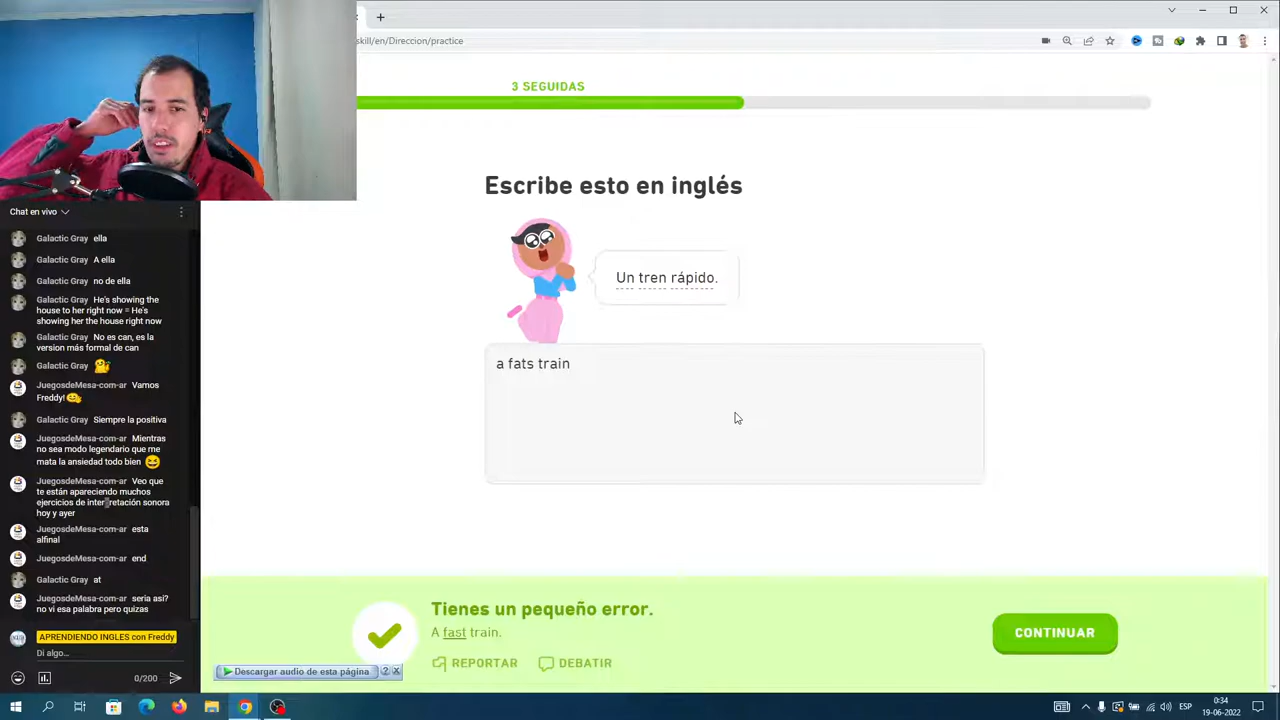 skill/en/Direccion/practice
3 SEGUIDAS
Escribe esto en inglés
Un tren rápido.
a fats train
Chat en vivo
Galactic Gray ella
Galactic Gray A ella
Galactic Gray no de ella
Galactic Gray He's showing the
house to her right now = He's
showing her the house right now
Galactic Gray No es can, es la
version más formal de can
Galactic Gray
JuegosdeMesa-com-ar Vamos
Freddy!
Galactic Gray Siempre la positiva
JuegosdeMesa-com-ar Mientras
no sea modo legendario que me
mata la ansiedad todo bien
JuegosdeMesa-com-ar Veo que
te están apareciendo muchos
ejercicios de interpretación sonora
hoy y ayer
JuegosdeMesa-com-ar esta
alfinal
JuegosdeMesa-com-ar end
Galactic Gray at
JuegosdeMesa-com-ar seria asi?
no vi esa palabra pero quizas
APRENDIENDO INGLES con Freddy
Di algo...
0/200
Tienes un pequeño error.
A fast train.
REPORTAR DEBATIR
CONTINUAR
Descargar audio de esta página ? X
ESP
0:34
19-06-2022